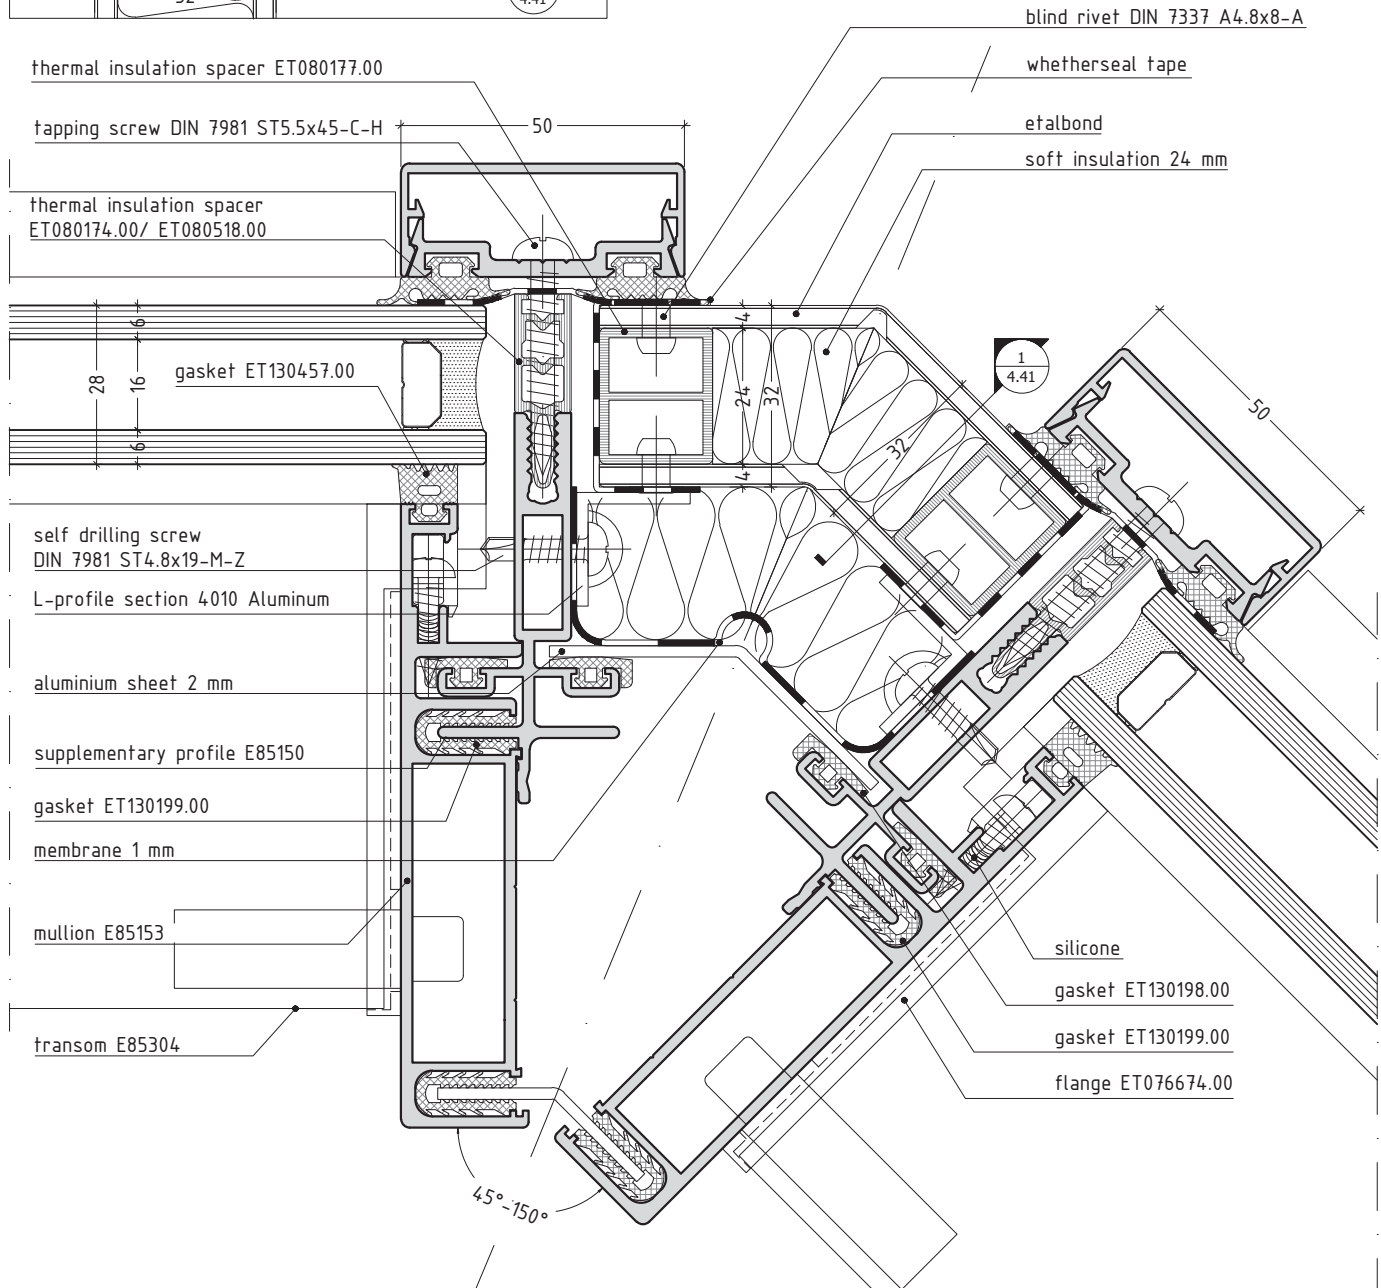 4.41
blind rivet DIN 7337 A4.8x8-A
thermal insulation spacer ET080177.00
whetherseal tape
tapping screw DIN 7981 ST5.5x45-C-H
50
etalbond
soft insulation 24 mm
thermal insulation spacer
ET080174.00/ ET080518.00
6
4
28
16
gasket ET130457.00
24
32
1
4.41
50
32
6
4
self drilling screw
DIN 7981 ST4.8x19-M-Z
L-profile section 4010 Aluminum
L
aluminium sheet 2 mm
supplementary profile E85150
gasket ET130199.00
membrane 1 mm
mullion E85153
silicone
gasket ET130198.00
transom E85304
gasket ET130199.00
flange ET076674.00
45°-150°